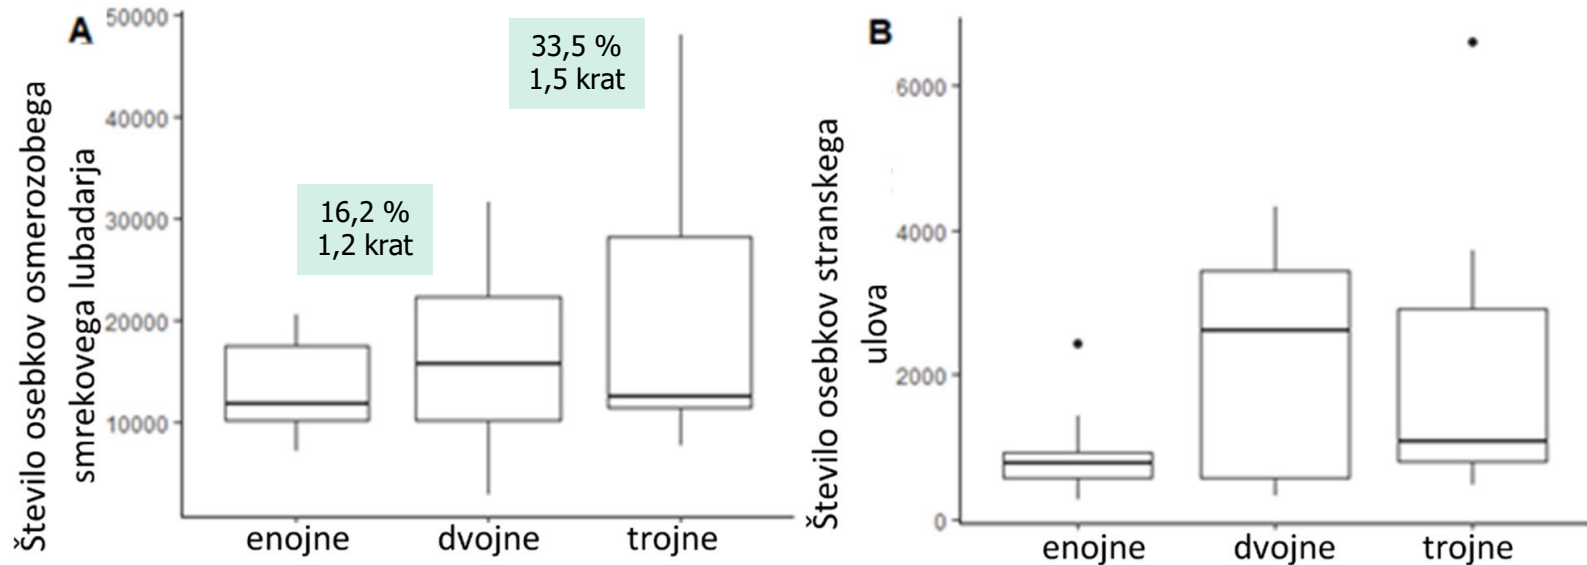 A
Število osebkov osmerozobega
smrekovega lubadarja
50000
40000
30000
20000
10000
33,5 %
1,5 krat
16,2 %
1,2 krat
enojne
dvojne
trojne
B
Število osebkov stranskega
ulova
6000
4000
2000
0
enojne
dvojne
trojne